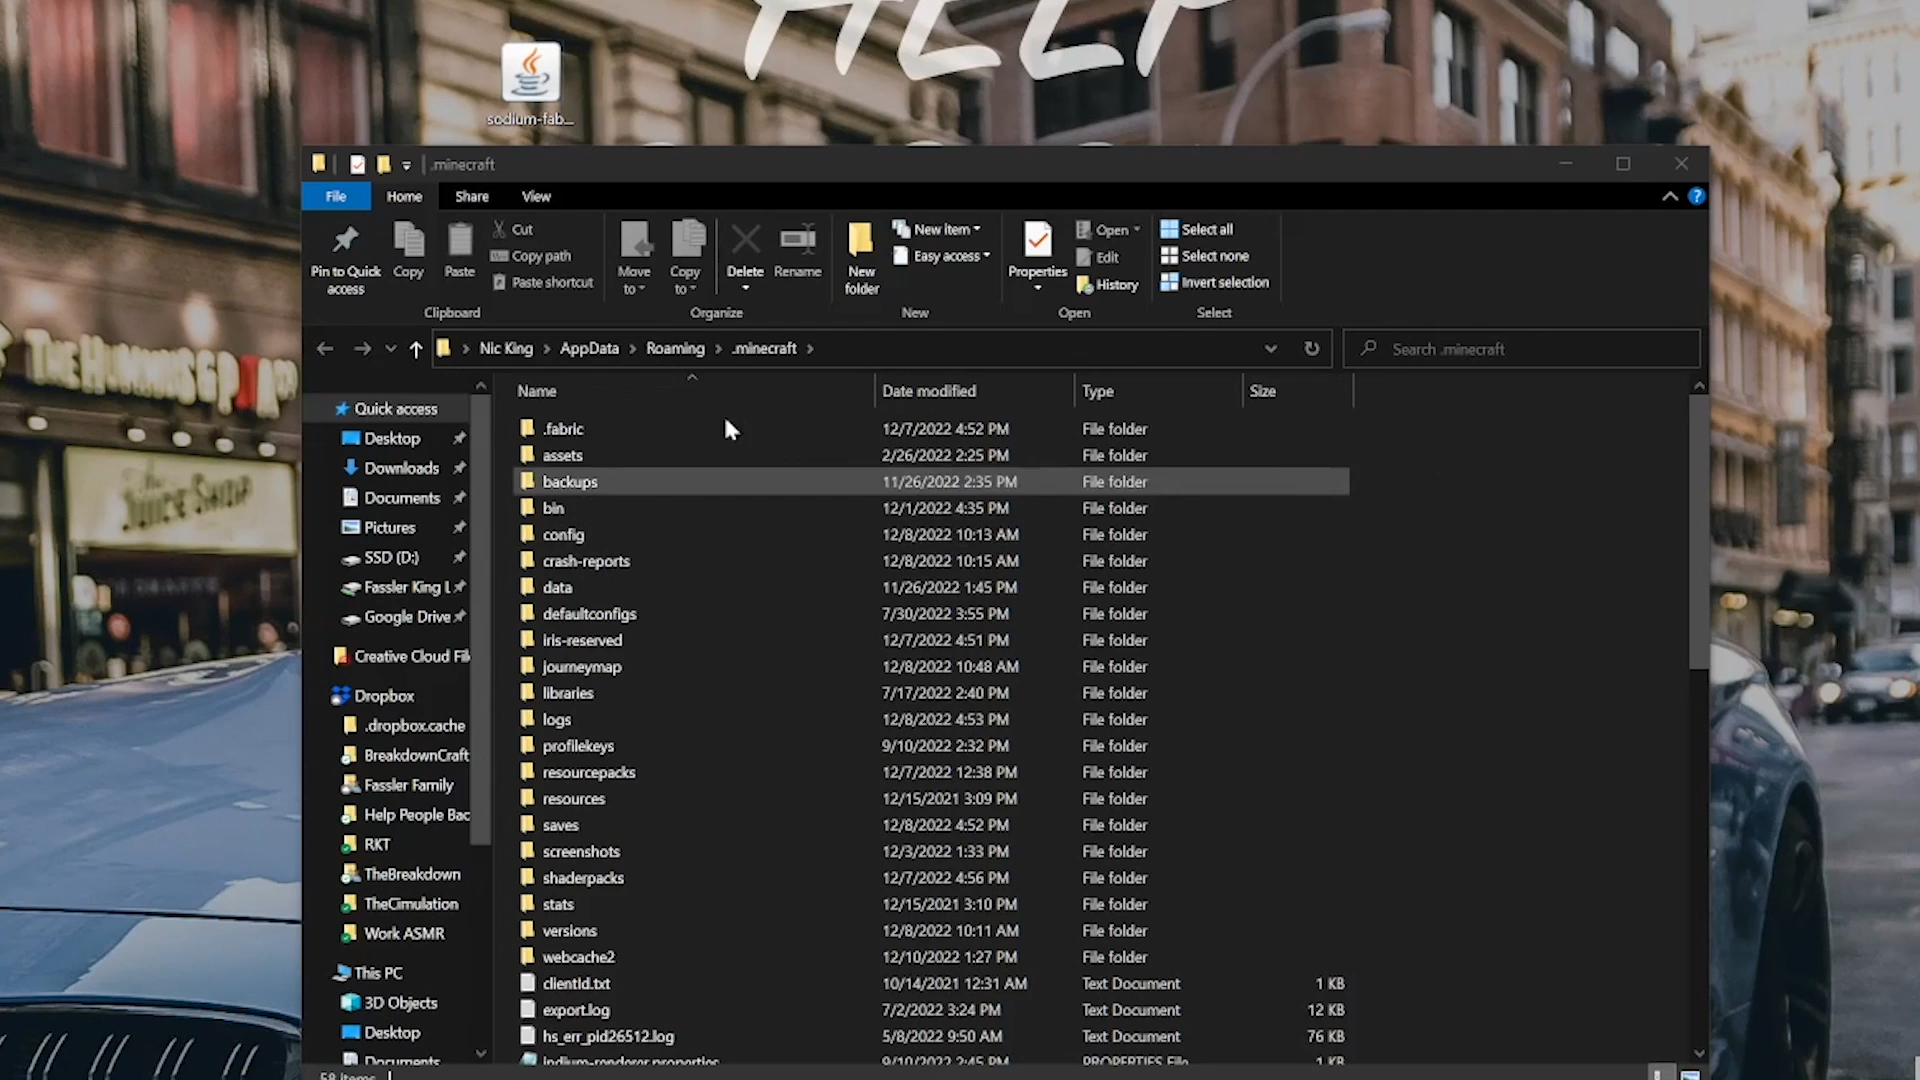 HELP
sodium-fab...
.minecraft
File Home Share View
Pin to Quick access
Copy
Paste
Cut
Copy path
Paste shortcut
Clipboard
Move to
Copy to
Delete
Rename
Organize
New folder
New item
Easy access
New
Properties
Open
Edit
History
Open
Select all
Select none
Invert selection
Select
Nic King > AppData > Roaming > .minecraft >
Search .minecraft
THE HUMMUS & PITA CO
The Juice Shop
Quick access
Desktop
Downloads
Documents
Pictures
SSD (D:)
Fassler King L
Google Drive
Creative Cloud Fil
Dropbox
.dropbox.cache
BreakdownCraft
Fassler Family
Help People Bac
RKT
TheBreakdown
TheCimulation
Work ASMR
This PC
3D Objects
Desktop
Documents
Name Date modified Type Size
.fabric 12/7/2022 4:52 PM File folder
assets 2/26/2022 2:25 PM File folder
backups 11/26/2022 2:35 PM File folder
bin 12/1/2022 4:35 PM File folder
config 12/8/2022 10:13 AM File folder
crash-reports 12/8/2022 10:15 AM File folder
data 11/26/2022 1:45 PM File folder
defaultconfigs 7/30/2022 3:55 PM File folder
iris-reserved 12/7/2022 4:51 PM File folder
journeymap 12/8/2022 10:48 AM File folder
libraries 7/17/2022 2:40 PM File folder
logs 12/8/2022 4:53 PM File folder
profilekeys 9/10/2022 2:32 PM File folder
resourcepacks 12/7/2022 12:38 PM File folder
resources 12/15/2021 3:09 PM File folder
saves 12/8/2022 4:52 PM File folder
screenshots 12/3/2022 1:33 PM File folder
shaderpacks 12/7/2022 4:56 PM File folder
stats 12/15/2021 3:10 PM File folder
versions 12/8/2022 10:11 AM File folder
webcache2 12/10/2022 1:27 PM File folder
clientId.txt 10/14/2021 12:31 AM Text Document 1 KB
export.log 7/2/2022 3:24 PM Text Document 12 KB
hs_err_pid26512.log 5/8/2022 9:50 AM Text Document 76 KB
indium-renderer.properties 9/10/2022 2:45 PM PROPERTIES File 1 KB
58 items